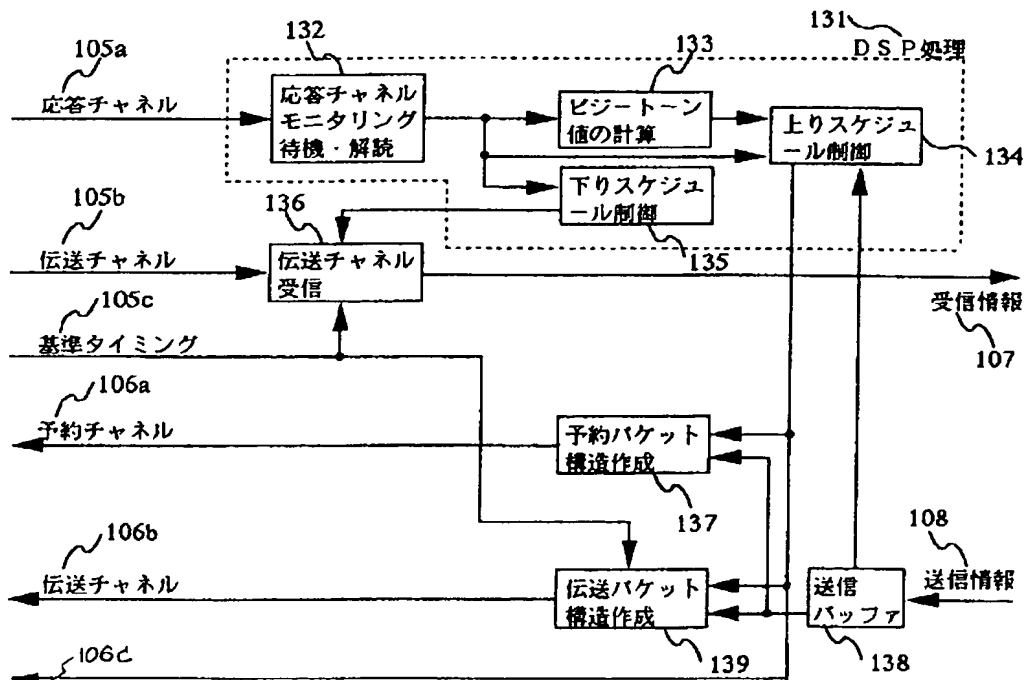 131
DSP処理
132
133
105a
応答チャネル
応答チャネル
モニタリング
待機・解読
ビジートーン
値の計算
上りスケジュ
ール制御
134
下りスケジュ
ール制御
135
105b
伝送チャネル
136
伝送チャネル
受信
受信情報
107
105c
基準タイミング
106a
予約チャネル
予約パケット
構造作成
137
106b
伝送チャネル
伝送パケット
構造作成
139
送信
バッファ
138
108
送信情報
106c